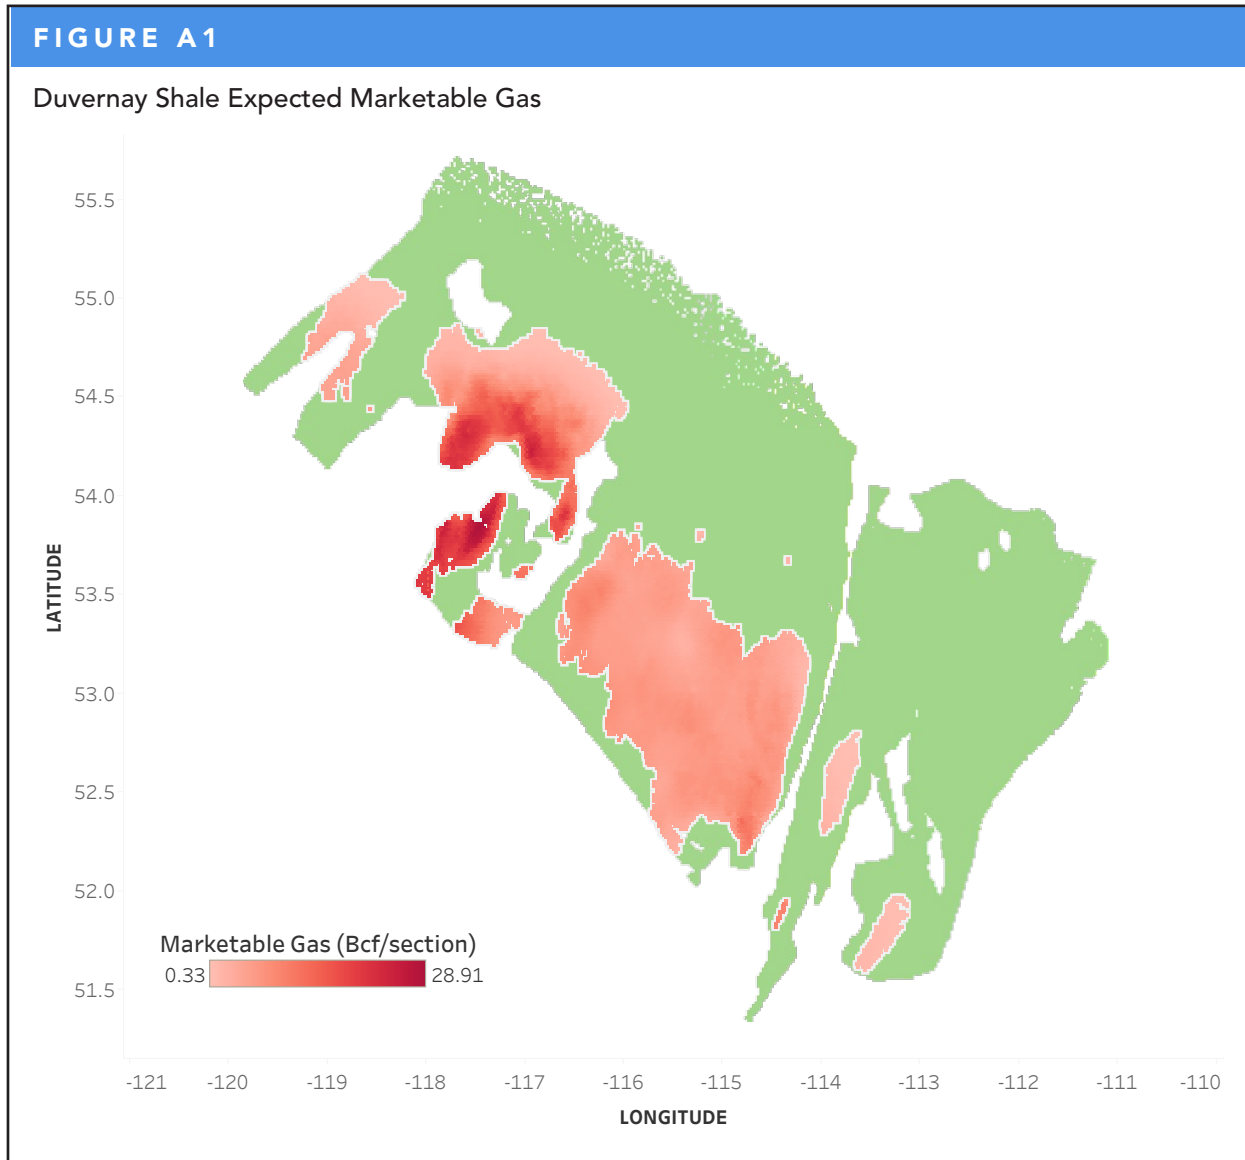 FIGURE A1
Duvernay Shale Expected Marketable Gas
55.5
55.0
54.5
54.0
53.5
53.0
52.5
52.0
51.5
LATITUDE
Marketable Gas (Bcf/section)
0.33 28.91
-121 -120 -119 -118 -117 -116 -115 -114 -113 -112 -111 -110
LONGITUDE